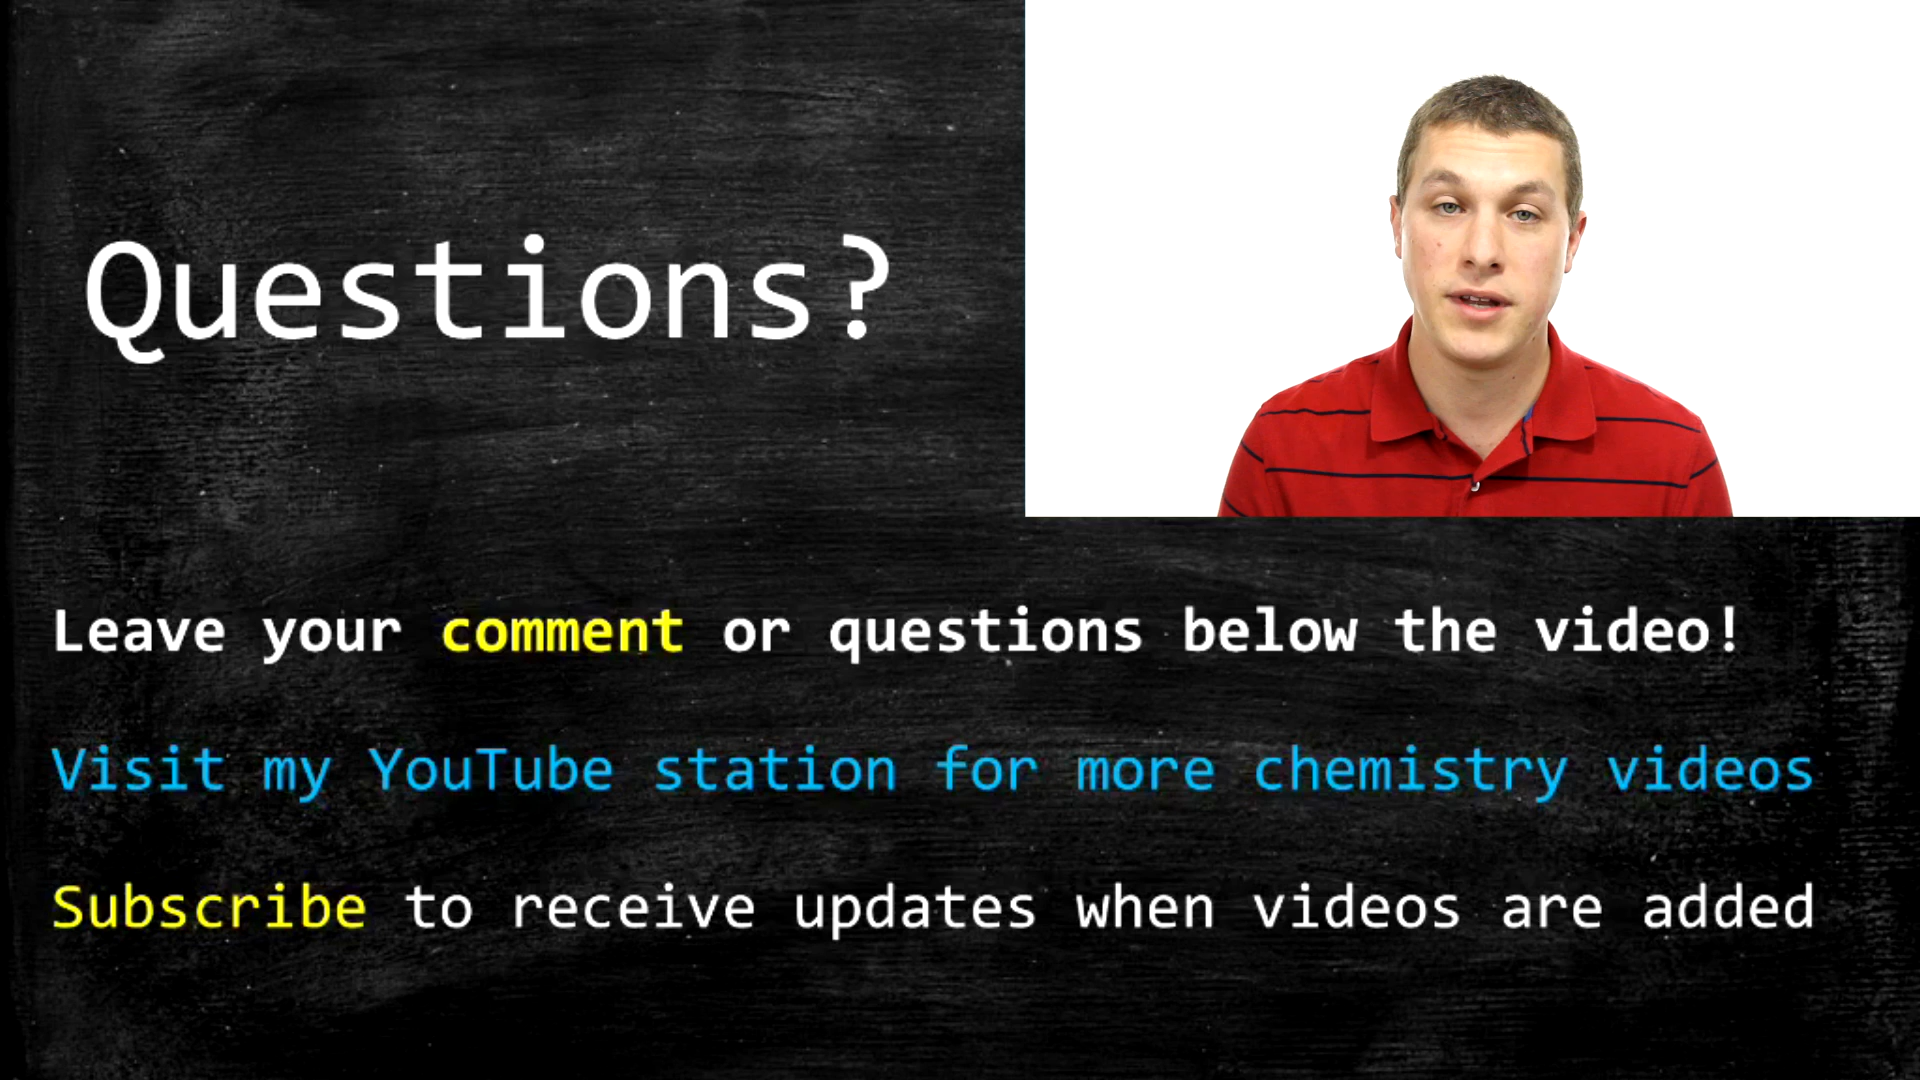 Questions?
Leave your comment or questions below the video!
Visit my YouTube station for more chemistry videos
Subscribe to receive updates when videos are added